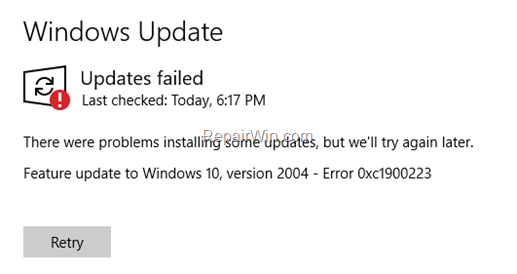 Windows Update
Updates failed
Last checked: Today, 6:17 PM
There were problems installing some updates, but we'll try again later.
RepairWin.com
Feature update to Windows 10, version 2004 - Error 0xc1900223
Retry